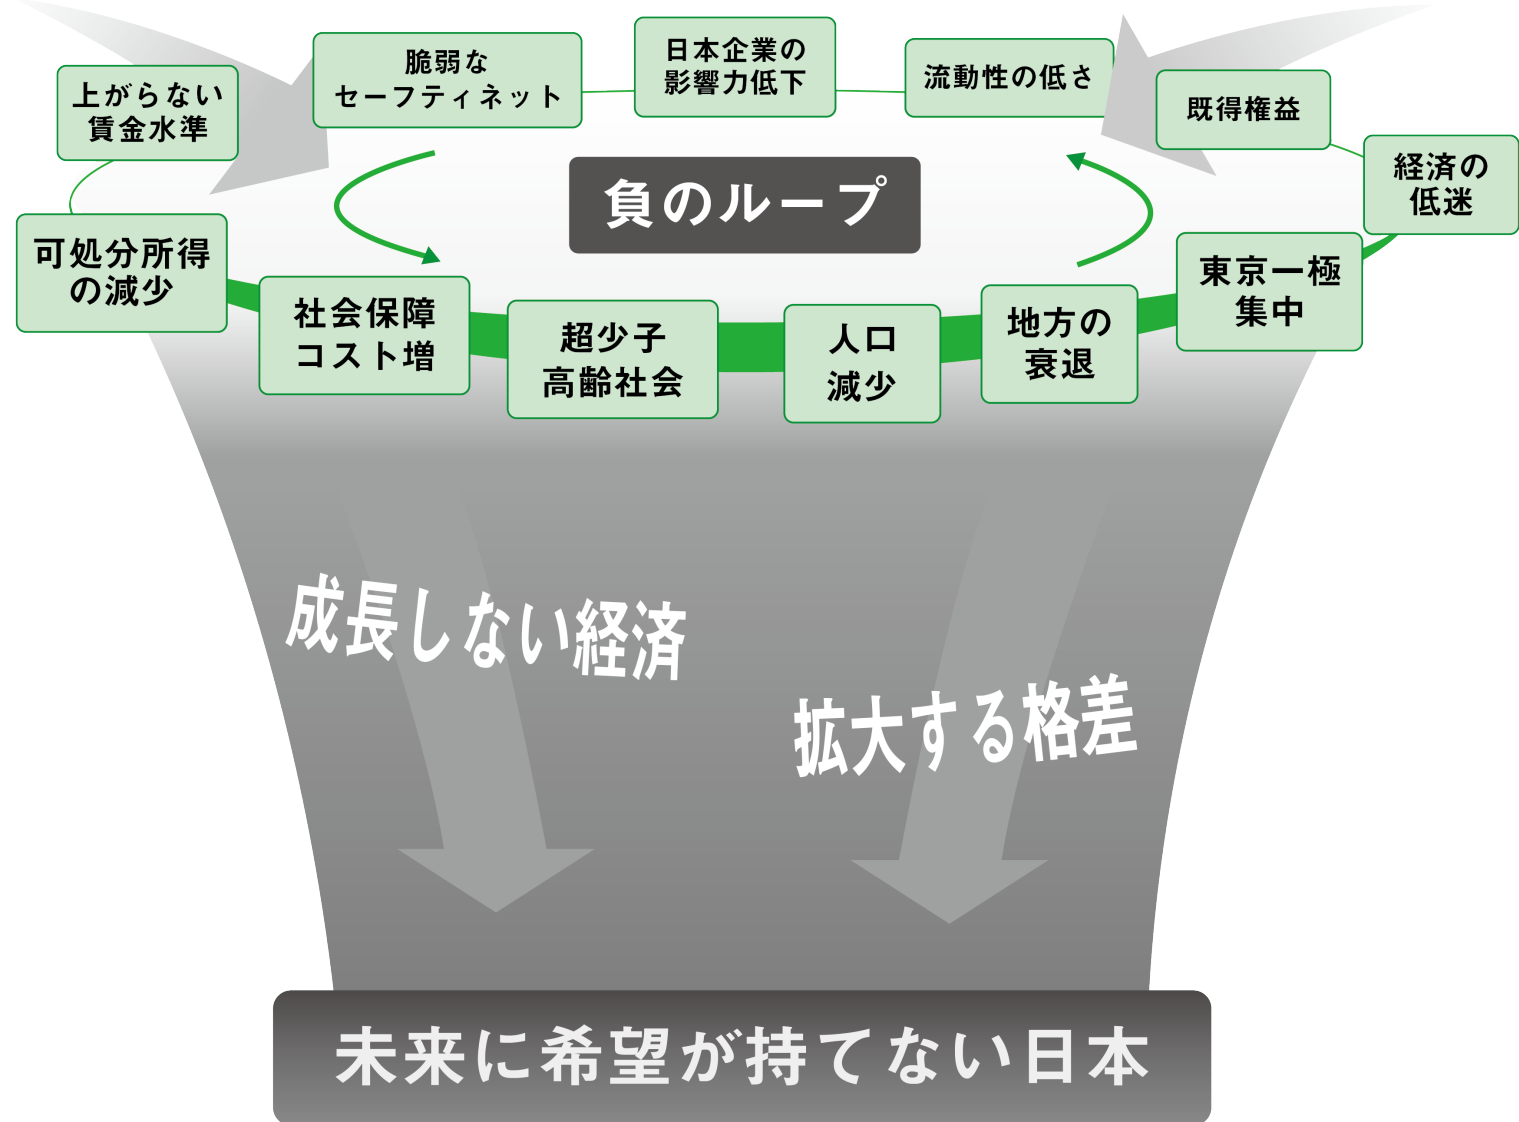 脆弱な
セーフティネット
日本企業の
影響力低下
流動性の低さ
上がらない
賃金水準
既得権益
経済の
低迷
負のループ
可処分所得
の減少
社会保障
コスト増
超少子
高齢社会
人口
減少
地方の
衰退
東京一極
集中
成長しない経済
拡大する格差
未来に希望が持てない日本